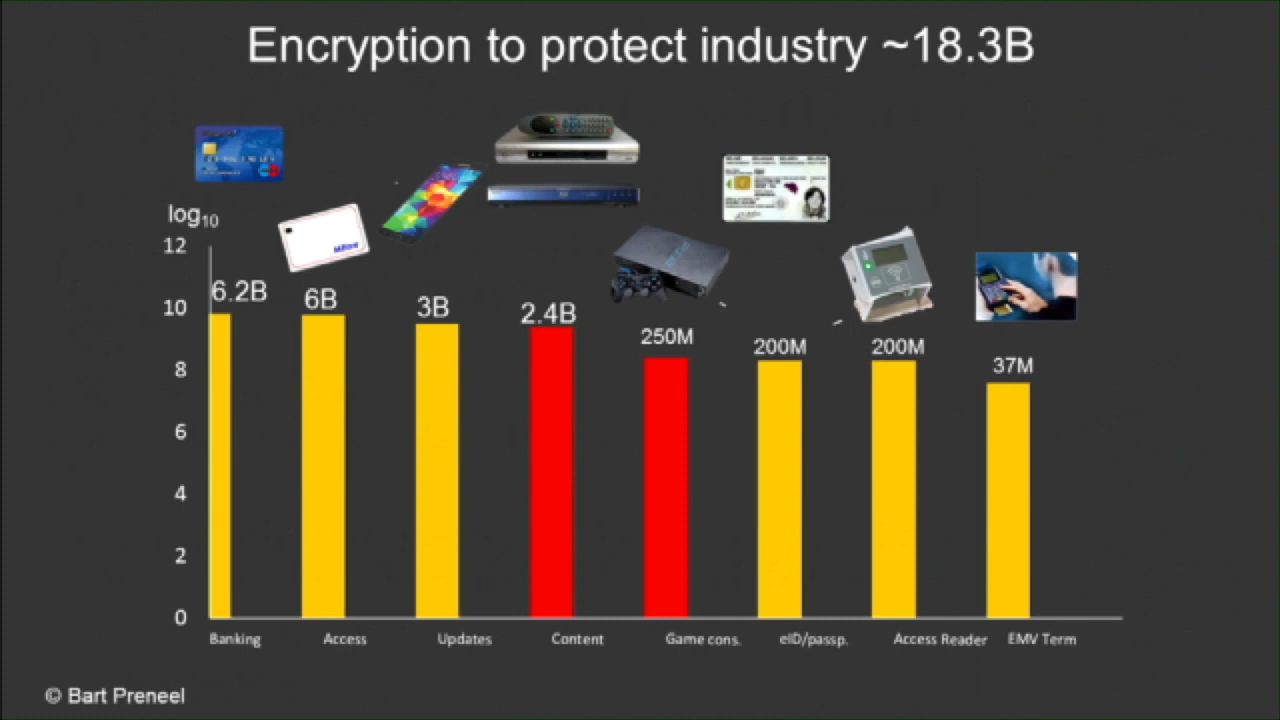 Encryption to protect industry ~18.3B
log10
12
10
8
6
4
2
0
6.2B
6B
3B
2.4B
250M
200M
200M
37M
Banking
Access
Updates
Content
Game cons.
eID/passp.
Access Reader
EMV Term
© Bart Preneel